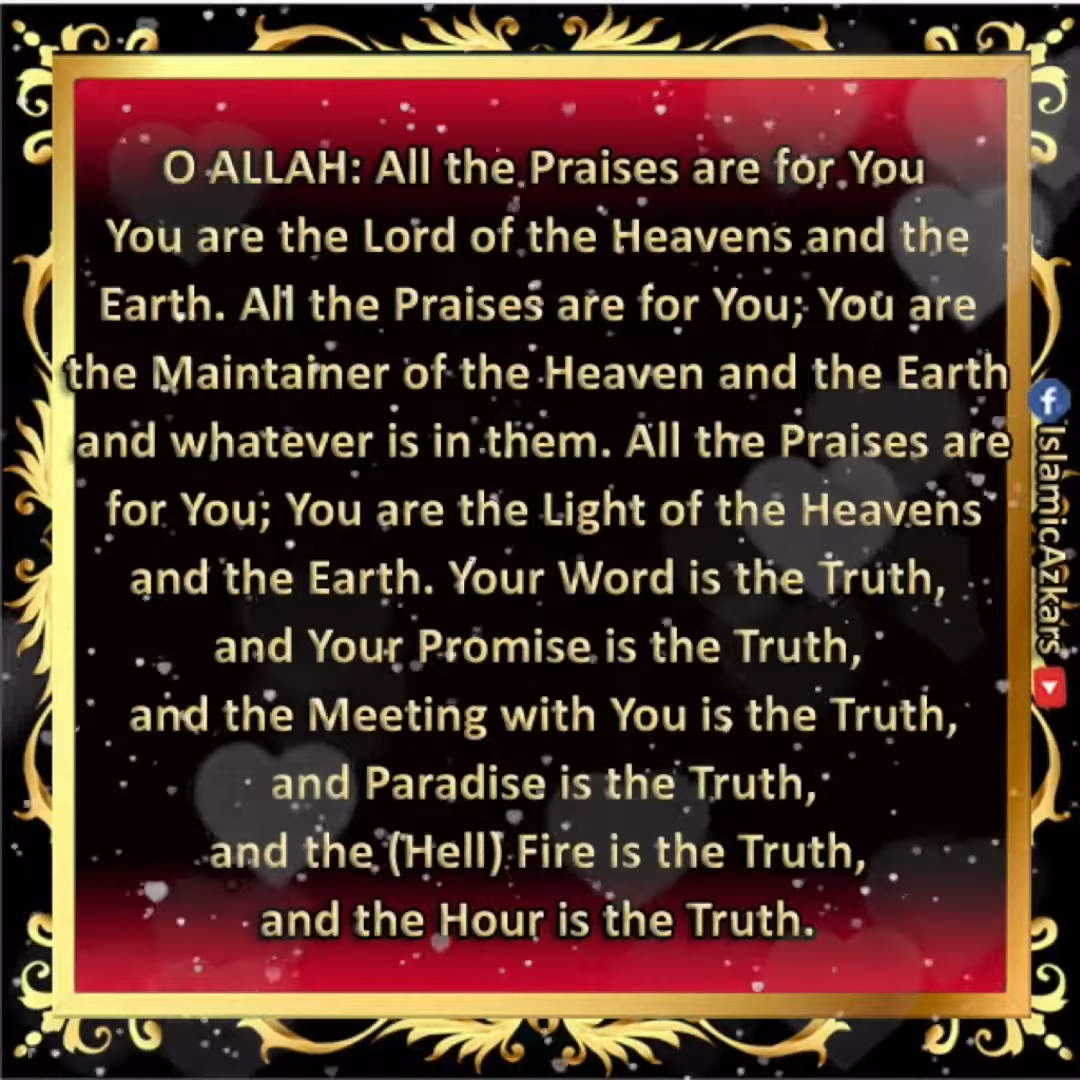 O ALLAH: All the Praises are for You
You are the Lord of the Heavens and the
Earth. All the Praises are for You; You are
the Maintainer of the Heaven and the Earth
and whatever is in them. All the Praises are
for You; You are the Light of the Heavens
and the Earth. Your Word is the Truth,
and Your Promise is the Truth,
and the Meeting with You is the Truth,
and Paradise is the Truth,
and the (Hell) Fire is the Truth,
and the Hour is the Truth.
f IslamicAzkars